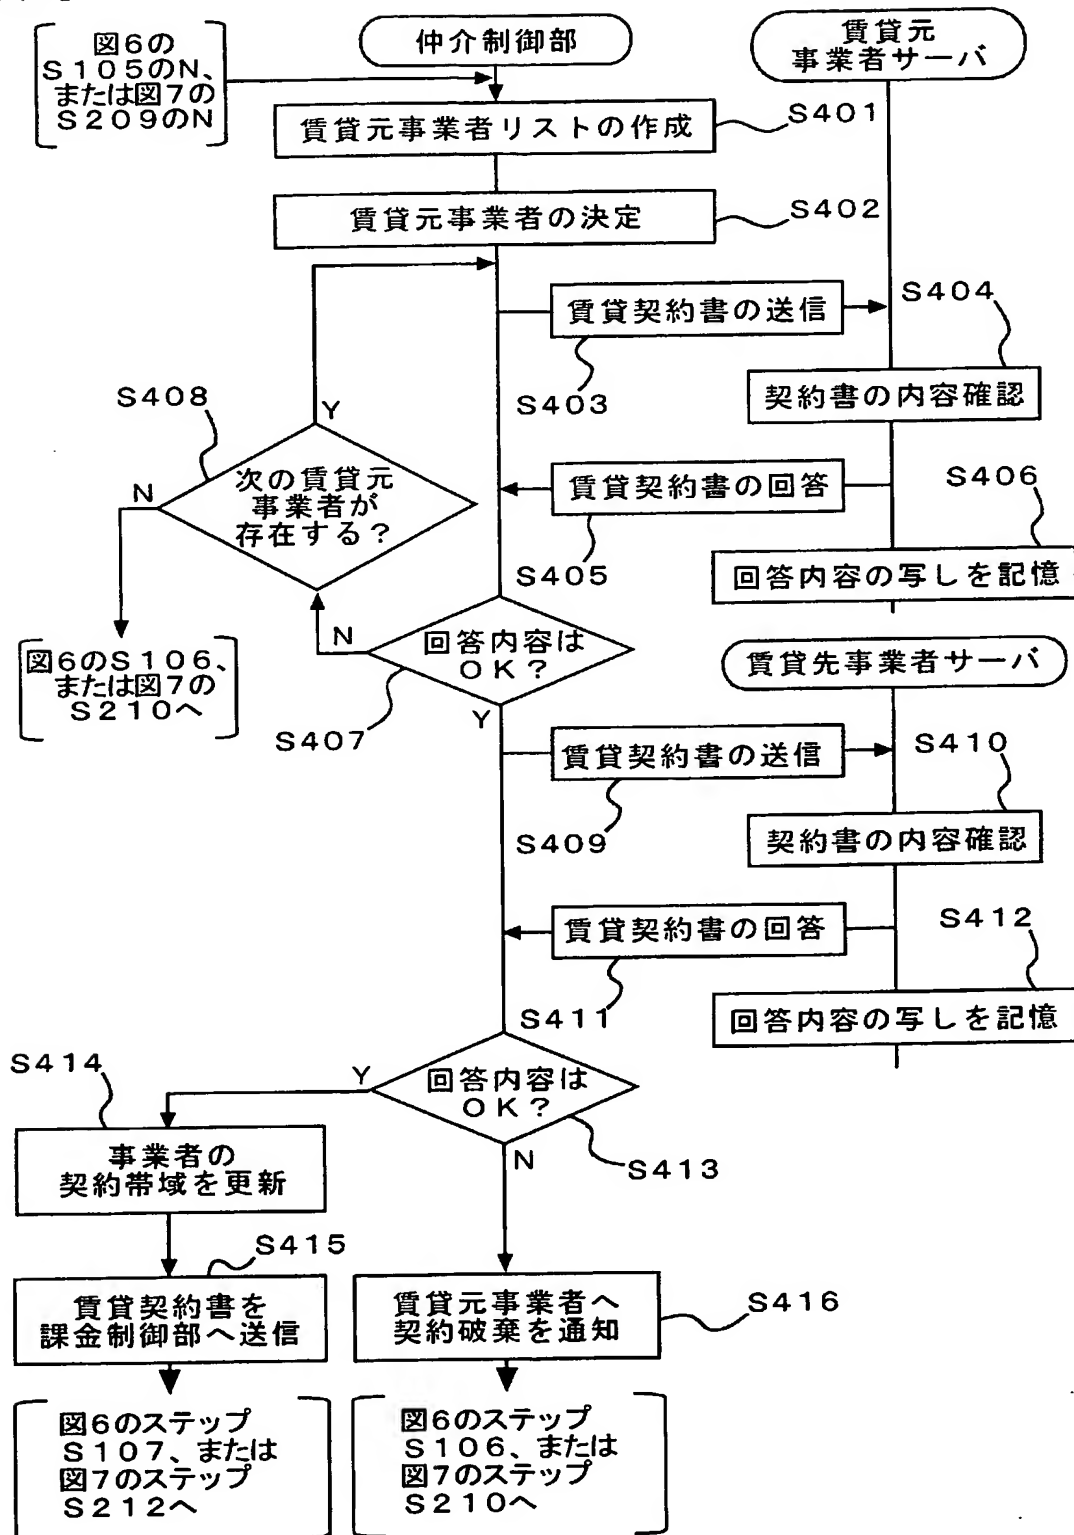 図6の
S105のN、
または図7の
S209のN
仲介制御部
賃貸元
事業者サーバ
賃貸元事業者リストの作成
S401
賃貸元事業者の決定
S402
賃貸契約書の送信
S403
S404
契約書の内容確認
S408
Y
N
次の賃貸元
事業者が
存在する?
賃貸契約書の回答
S405
S406
回答内容の写しを記憶
図6のS106、
または図7の
S210へ
N
回答内容は
OK?
S407
Y
賃貸先事業者サーバ
賃貸契約書の送信
S409
S410
契約書の内容確認
賃貸契約書の回答
S411
S412
回答内容の写しを記憶
S414
Y
回答内容は
OK?
N
S413
事業者の
契約帯域を更新
S415
賃貸契約書を
課金制御部へ送信
賃貸元事業者へ
契約破棄を通知
S416
図6のステップ
S107、または
図7のステップ
S212へ
図6のステップ
S106、または
図7のステップ
S210へ